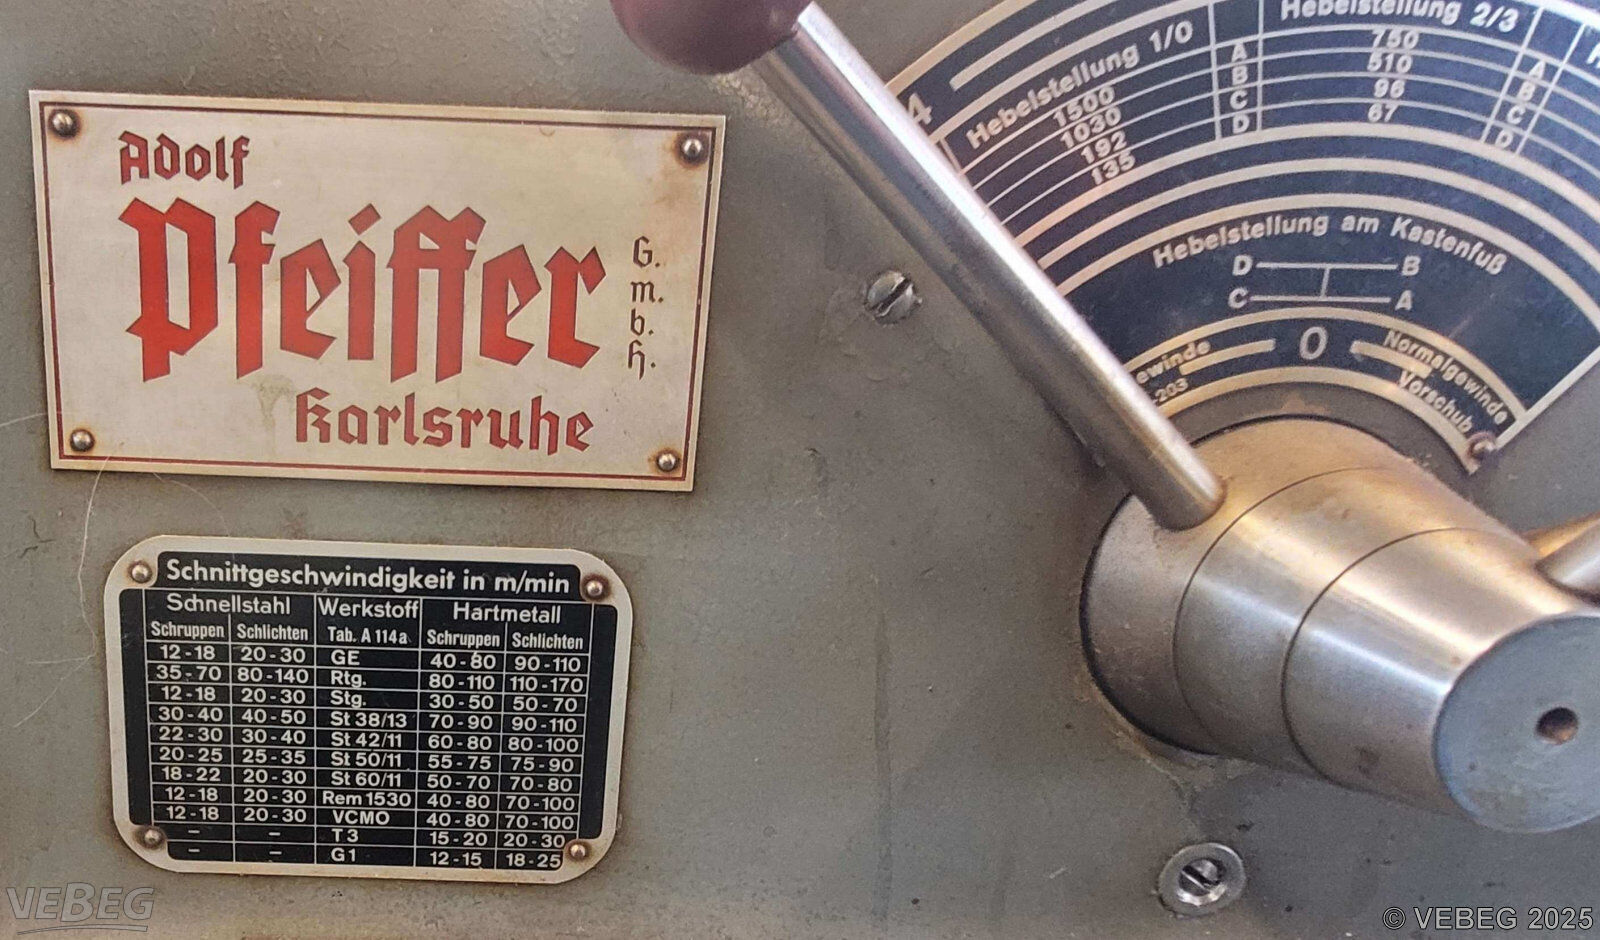 Adolf
Pfeiffer
G.
m.
b.
h.
Karlsruhe
Schnittgeschwindigkeit in m/min
Schnellstahl Werkstoff Hartmetall
Schruppen Schlichten Tab. A 114a Schruppen Schlichten
12-18 20-30 GE 40-80 90-110
35-70 80-140 Rtg. 80-110 110-170
12-18 20-30 Stg. 30-50 50-70
30-40 40-50 St 38/13 70-90 90-110
22-30 30-40 St 42/11 60-80 80-100
20-25 25-35 St 50/11 55-75 75-90
18-22 20-30 St 60/11 50-70 70-80
12-18 20-30 Rem 1530 40-80 70-100
12-18 20-30 VCMO 40-80 70-100
– – T3 15-20 20-30
– – G1 12-15 18-25
4
Hebelstellung 1/0 Hebelstellung 2/3
1500 A 750 A
1030 B 510 B
192 C 96 C
135 D 67 D
Hebelstellung am Kastenfuß
D B
C A
0
Normalgewinde
Vorschub
VEBEG
© VEBEG 2025